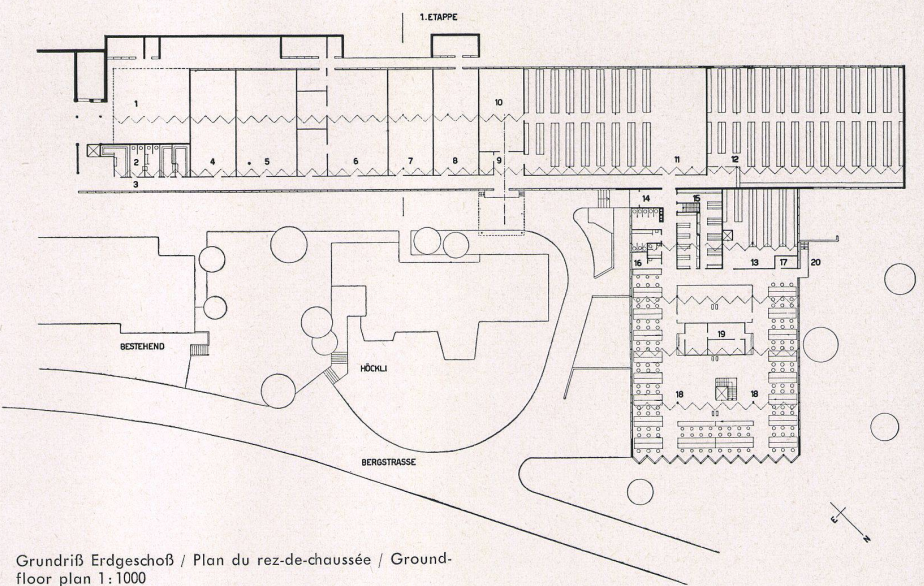 1. ETAPPE
1
10
2
4
5
6
7
8
9
11
12
3
14
15
16
13
17
20
19
BESTEHEND
HÖCKLI
18
18
BERGSTRASSE
E
N
Grundriß Erdgeschoß / Plan du rez-de-chaussée / Ground-
floor plan 1:1000